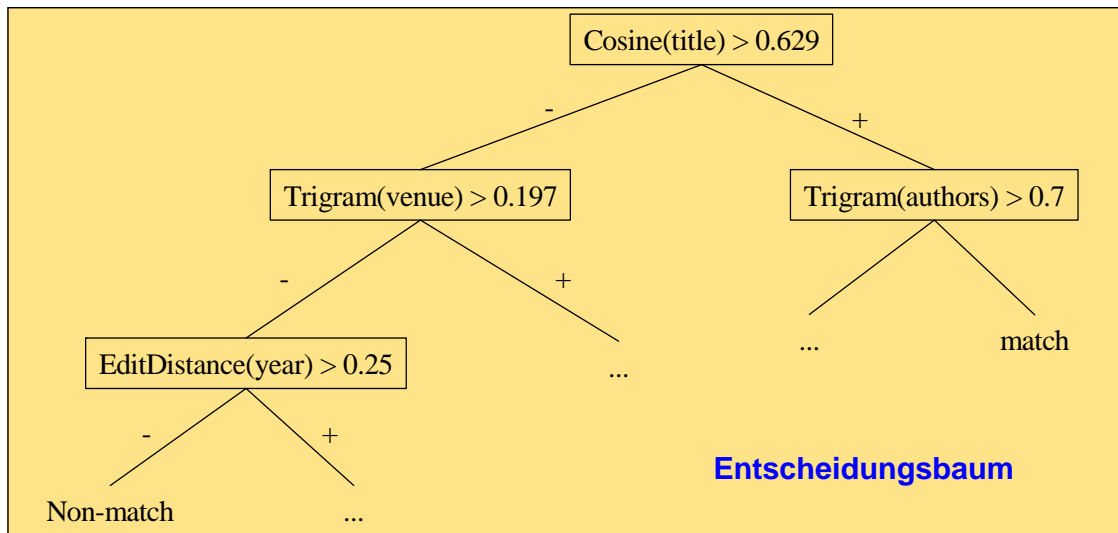 Cosine(title) > 0.629
-
+
Trigram(venue) > 0.197
Trigram(authors) > 0.7
-
+
...
...
match
EditDistance(year) > 0.25
-
+
Entscheidungsbaum
Non-match
...